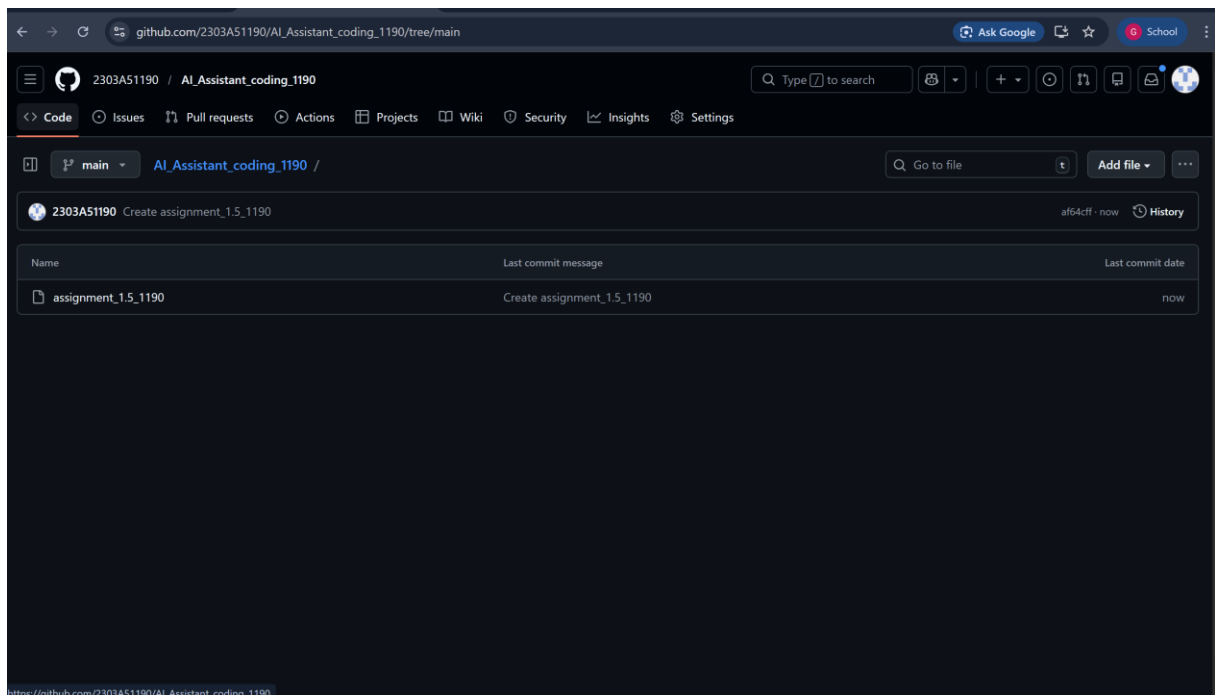 github.com/2303A51190/AI_Assistant_coding_1190/tree/main Ask Google G School
2303A51190 / AI_Assistant_coding_1190 Type / to search
Code Issues Pull requests Actions Projects Wiki Security Insights Settings
main AI_Assistant_coding_1190 / Go to file t Add file
2303A51190 Create assignment_1.5_1190 af64cff · now History
Name Last commit message Last commit date
assignment_1.5_1190 Create assignment_1.5_1190 now
https://github.com/2303A51190/AI_Assistant_coding_1190